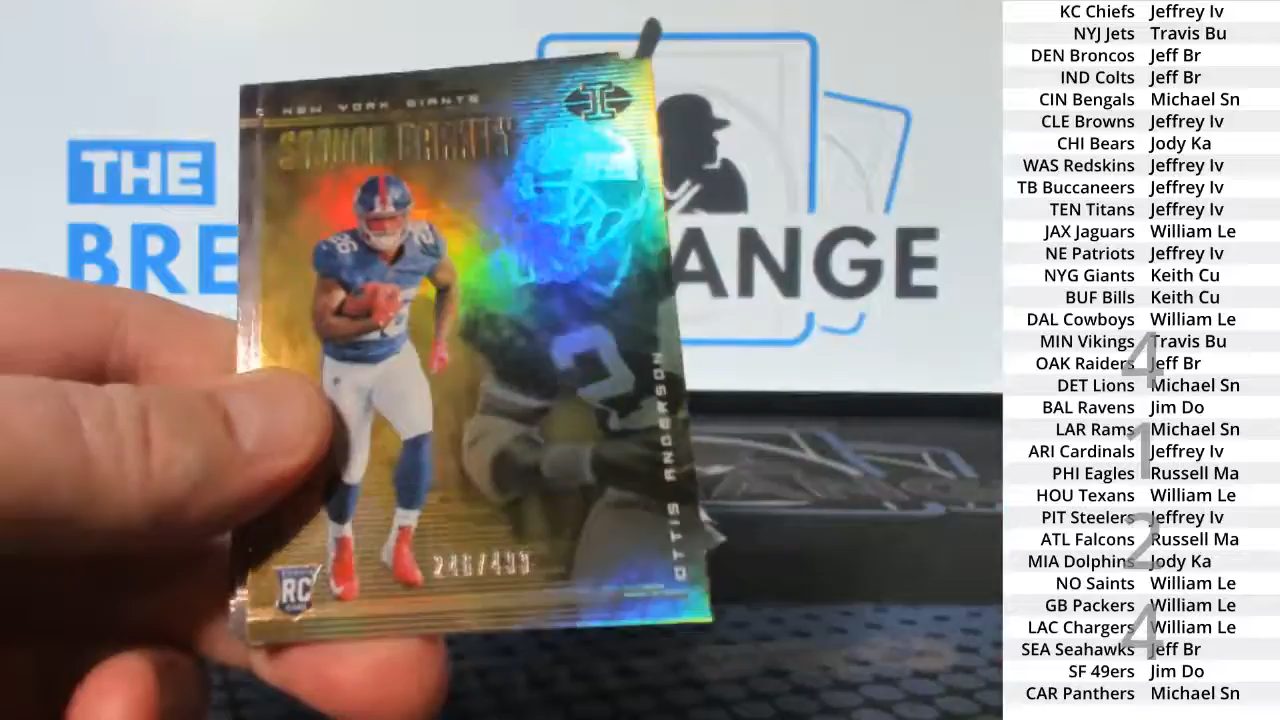 NEW YORK GIANTS
SAQUON BARKLEY
OTTIS ANDERSON
RC
THE
BRE
ANGE
KC Chiefs Jeffrey Iv
NYJ Jets Travis Bu
DEN Broncos Jeff Br
IND Colts Jeff Br
CIN Bengals Michael Sn
CLE Browns Jeffrey Iv
CHI Bears Jody Ka
WAS Redskins Jeffrey Iv
TB Buccaneers Jeffrey Iv
TEN Titans Jeffrey Iv
JAX Jaguars William Le
NE Patriots Jeffrey Iv
NYG Giants Keith Cu
BUF Bills Keith Cu
DAL Cowboys William Le
MIN Vikings Travis Bu
OAK Raiders Jeff Br
DET Lions Michael Sn
BAL Ravens Jim Do
LAR Rams Michael Sn
ARI Cardinals Jeffrey Iv
PHI Eagles Russell Ma
HOU Texans William Le
PIT Steelers Jeffrey Iv
ATL Falcons Russell Ma
MIA Dolphins Jody Ka
NO Saints William Le
GB Packers William Le
LAC Chargers William Le
SEA Seahawks Jeff Br
SF 49ers Jim Do
CAR Panthers Michael Sn
4
1
2
4